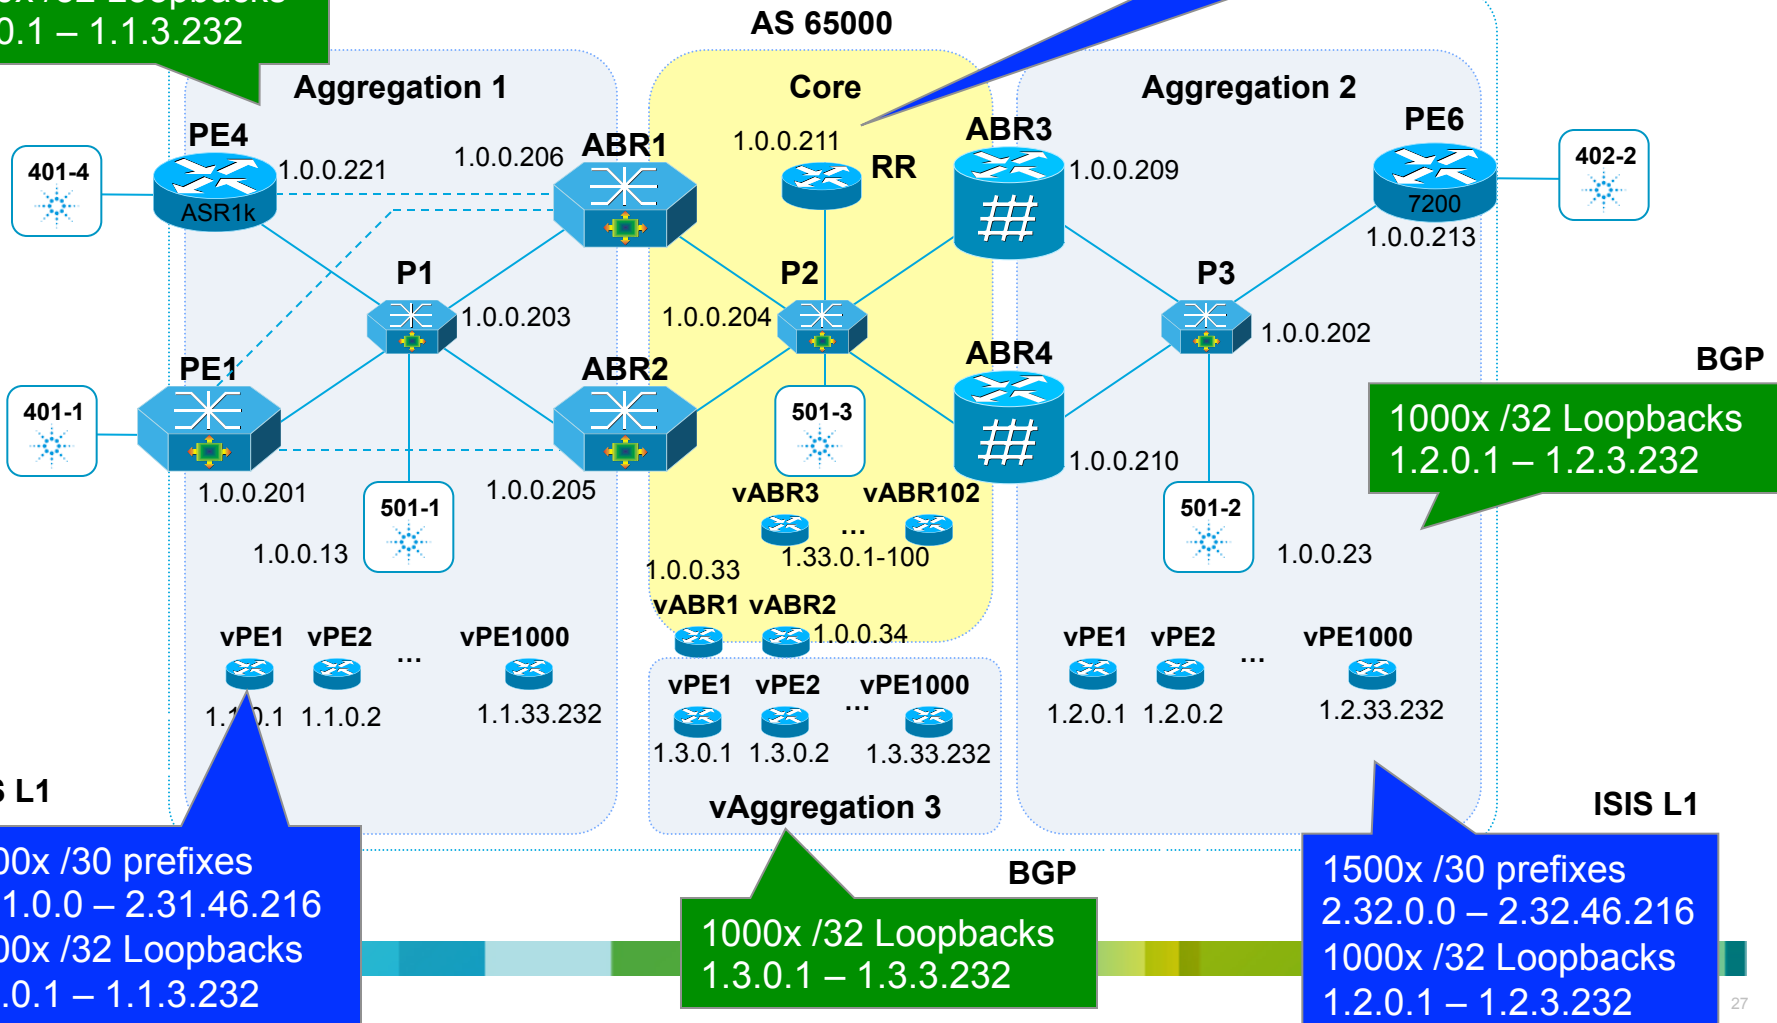 .0.1 – 1.1.3.232
AS 65000
Aggregation 1
Core
Aggregation 2
PE4
1.0.0.221
ASR1k
401-4
1.0.0.206
ABR1
1.0.0.211
RR
ABR3
1.0.0.209
PE6
7200
1.0.0.213
402-2
P1
1.0.0.203
P2
1.0.0.204
P3
1.0.0.202
PE1
1.0.0.201
401-1
ABR2
1.0.0.205
501-3
ABR4
1.0.0.210
BGP
1000x /32 Loopbacks
1.2.0.1 – 1.2.3.232
501-1
1.0.0.13
vABR3 ... vABR102
1.33.0.1-100
501-2
1.0.0.23
1.0.0.33
vABR1 vABR2
1.0.0.34
vPE1 vPE2 ... vPE1000
1.1.0.2 1.1.33.232
vPE1 vPE2 ... vPE1000
1.3.0.1 1.3.0.2 1.3.33.232
vAggregation 3
vPE1 vPE2 ... vPE1000
1.2.0.1 1.2.0.2 1.2.33.232
S L1
00x /30 prefixes
1.0.0 – 2.31.46.216
00x /32 Loopbacks
.0.1 – 1.1.3.232
BGP
1000x /32 Loopbacks
1.3.0.1 – 1.3.3.232
ISIS L1
1500x /30 prefixes
2.32.0.0 – 2.32.46.216
1000x /32 Loopbacks
1.2.0.1 – 1.2.3.232
27